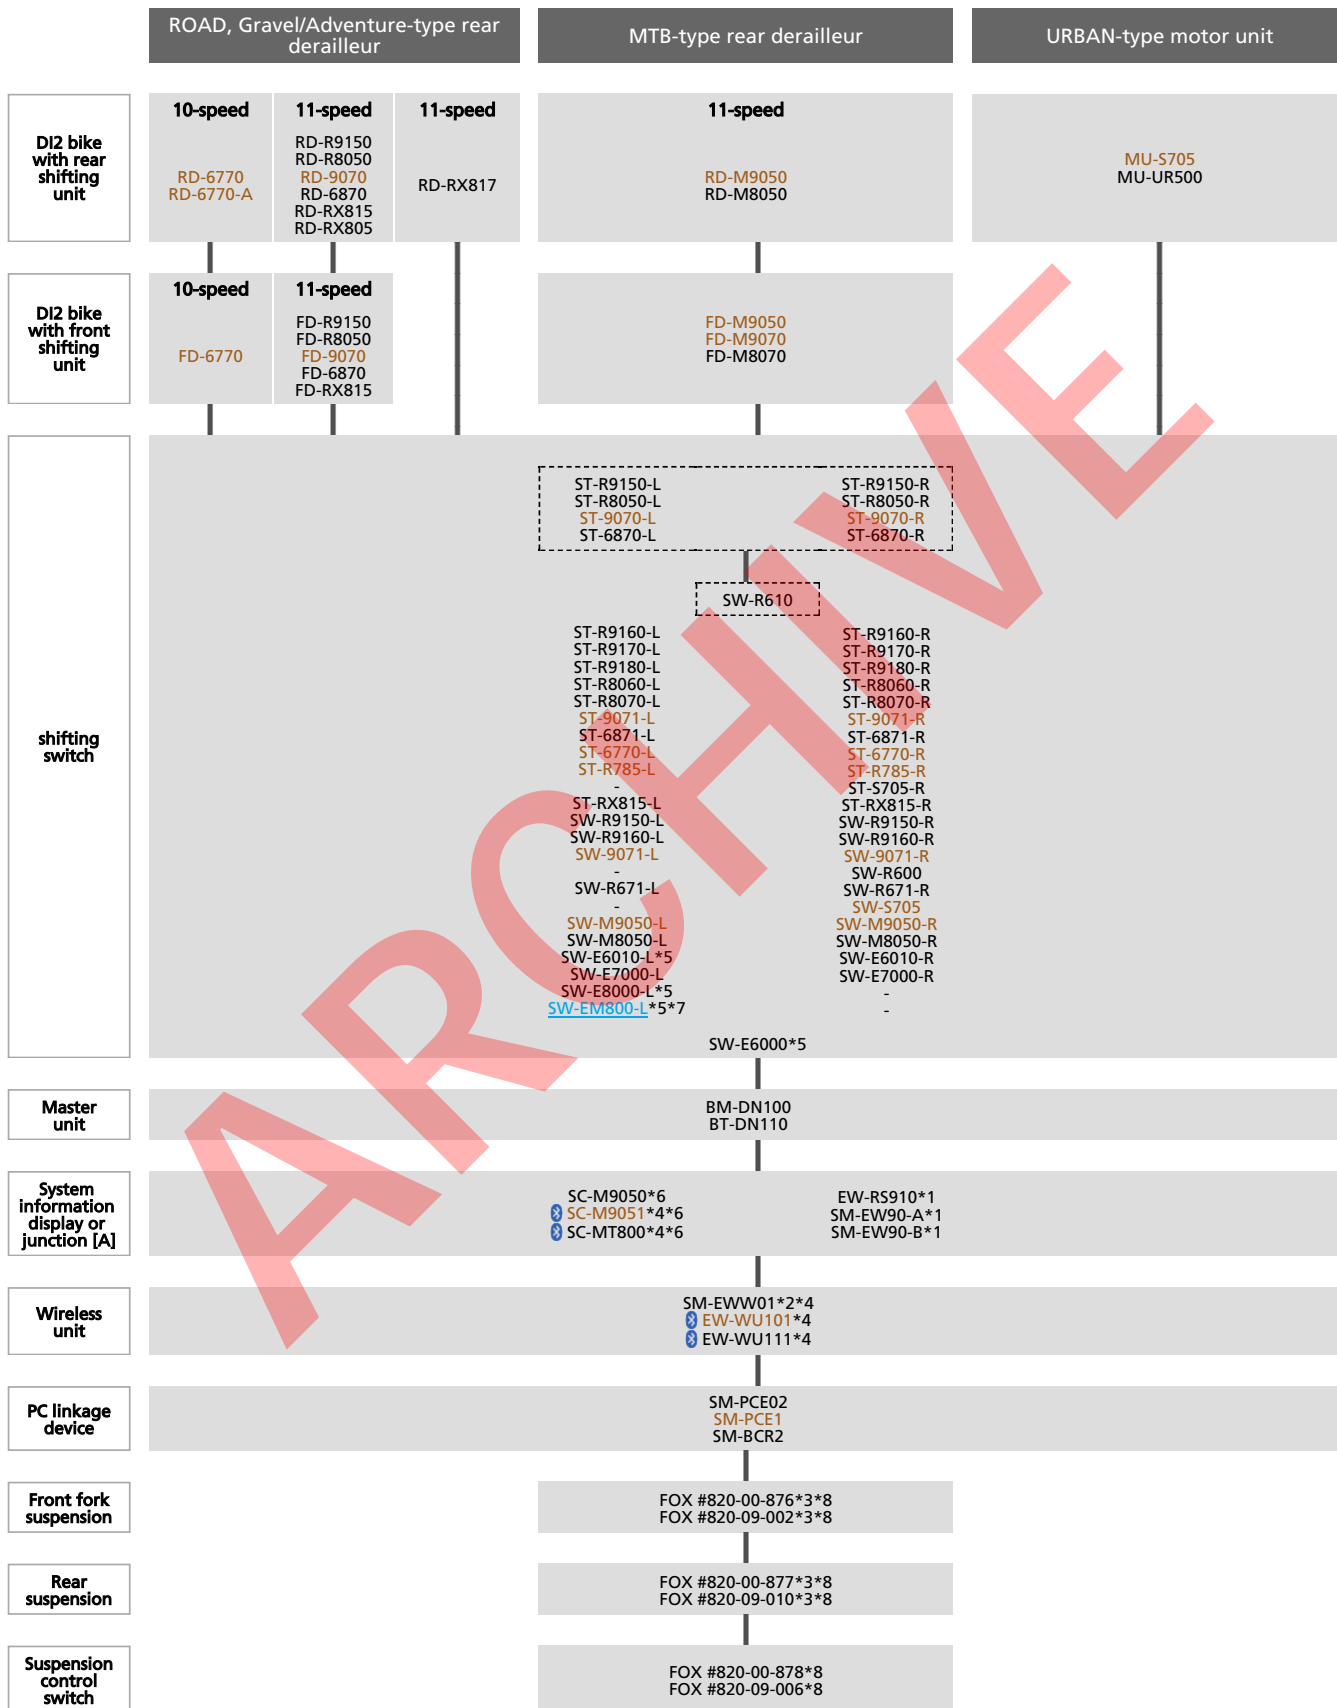 ROAD, Gravel/Adventure-type rear
derailleur
MTB-type rear derailleur
URBAN-type motor unit
DI2 bike
with rear
shifting
unit
10-speed
RD-6770
RD-6770-A
11-speed
RD-R9150
RD-R8050
RD-9070
RD-6870
RD-RX815
RD-RX805
11-speed
RD-RX817
11-speed
RD-M9050
RD-M8050
MU-S705
MU-UR500
DI2 bike
with front
shifting
unit
10-speed
FD-6770
11-speed
FD-R9150
FD-R8050
FD-9070
FD-6870
FD-RX815
FD-M9050
FD-M9070
FD-M8070
shifting
switch
ST-R9150-L
ST-R8050-L
ST-9070-L
ST-6870-L
ST-R9150-R
ST-R8050-R
ST-9070-R
ST-6870-R
SW-R610
ST-R9160-L
ST-R9170-L
ST-R9180-L
ST-R8060-L
ST-R8070-L
ST-9071-L
ST-6871-L
ST-6770-L
ST-R785-L
-
ST-RX815-L
SW-R9150-L
SW-R9160-L
SW-9071-L
-
SW-R671-L
-
SW-M9050-L
SW-M8050-L
SW-E6010-L*5
SW-E7000-L
SW-E8000-L*5
SW-EM800-L*5*7
ST-R9160-R
ST-R9170-R
ST-R9180-R
ST-R8060-R
ST-R8070-R
ST-9071-R
ST-6871-R
ST-6770-R
ST-R785-R
ST-S705-R
ST-RX815-R
SW-R9150-R
SW-R9160-R
SW-9071-R
SW-R600
SW-R671-R
SW-S705
SW-M9050-R
SW-M8050-R
SW-E6010-R
SW-E7000-R
-
-
SW-E6000*5
Master
unit
BM-DN100
BT-DN110
System
information
display or
junction [A]
SC-M9050*6
SC-M9051*4*6
SC-MT800*4*6
EW-RS910*1
SM-EW90-A*1
SM-EW90-B*1
Wireless
unit
SM-EWW01*2*4
EW-WU101*4
EW-WU111*4
PC linkage
device
SM-PCE02
SM-PCE1
SM-BCR2
Front fork
suspension
FOX #820-00-876*3*8
FOX #820-09-002*3*8
Rear
suspension
FOX #820-00-877*3*8
FOX #820-09-010*3*8
Suspension
control
switch
FOX #820-00-878*8
FOX #820-09-006*8
ARCHIVE